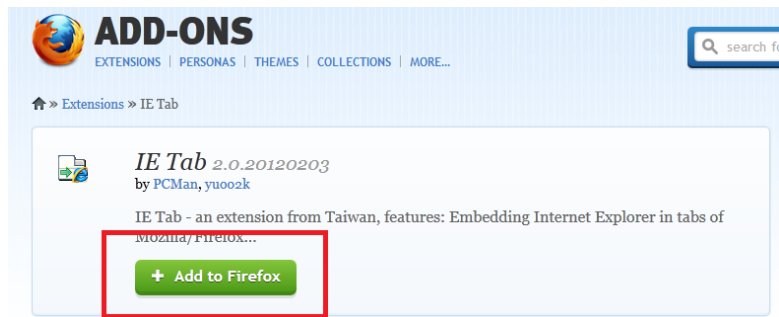 ADD-ONS
EXTENSIONS | PERSONAS | THEMES | COLLECTIONS | MORE...
search fo
» Extensions » IE Tab
IE Tab 2.0.20120203
by PCMan, yuoo2k
IE Tab - an extension from Taiwan, features: Embedding Internet Explorer in tabs of
Mozilla/Firefox...
+ Add to Firefox